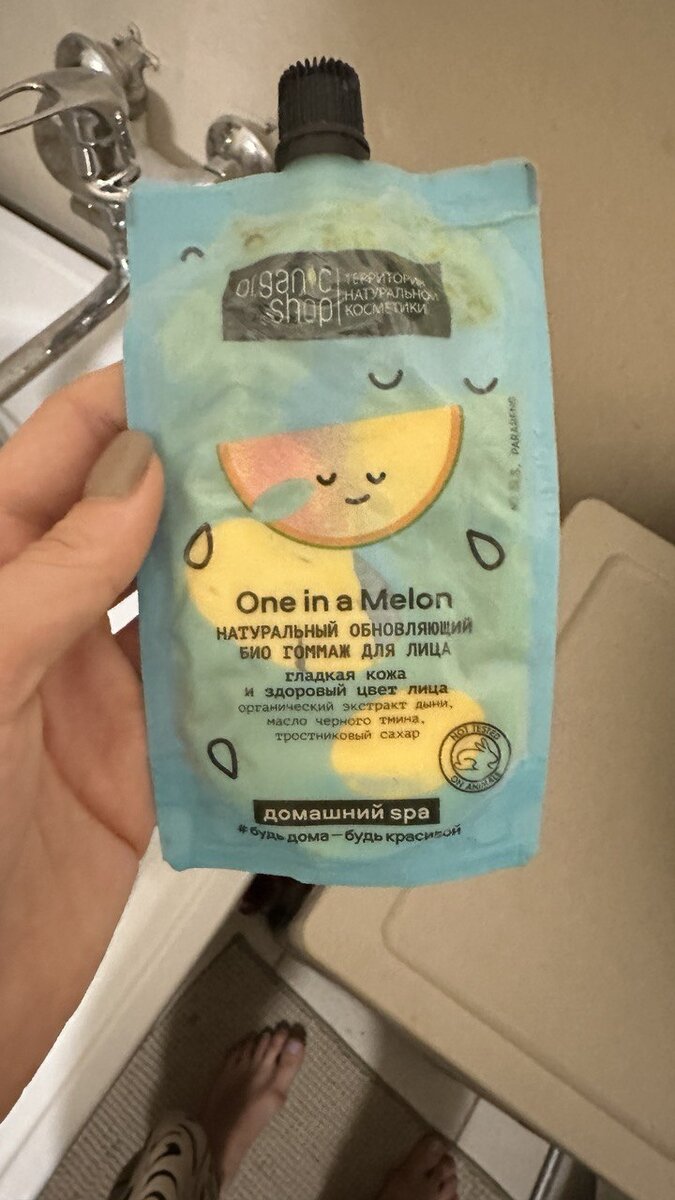 organic
shop
ТЕРРИТОРИЯ
НАТУРАЛЬНОЙ
КОСМЕТИКИ
PARABENS
One in a Melon
НАТУРАЛЬНЫЙ ОБНОВЛЯЮЩИЙ
БИО ГОММАЖ ДЛЯ ЛИЦА
гладкая кожа
и здоровый цвет лица
органический экстракт дыни,
масло черного тмина,
тростниковый сахар
NOT TESTED
ON ANIMALS
домашний spa
#будь дома—будь красивой